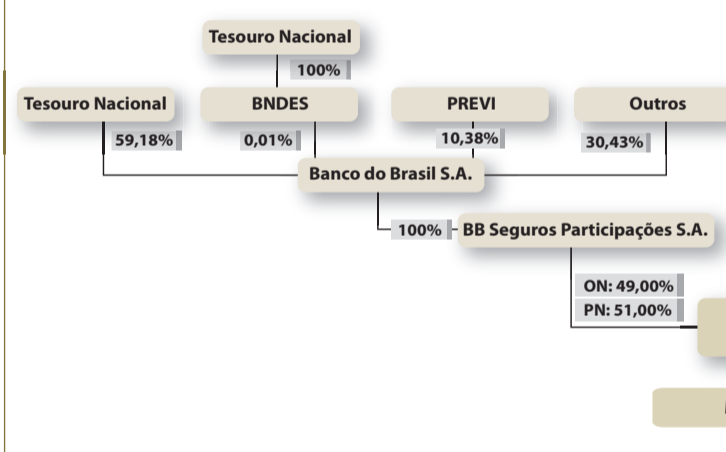 Tesouro Nacional
100%
Tesouro Nacional
BNDES
PREVI
Outros
59,18%
0,01%
10,38%
30,43%
Banco do Brasil S.A.
100%
BB Seguros Participações S.A.
ON: 49,00%
PN: 51,00%